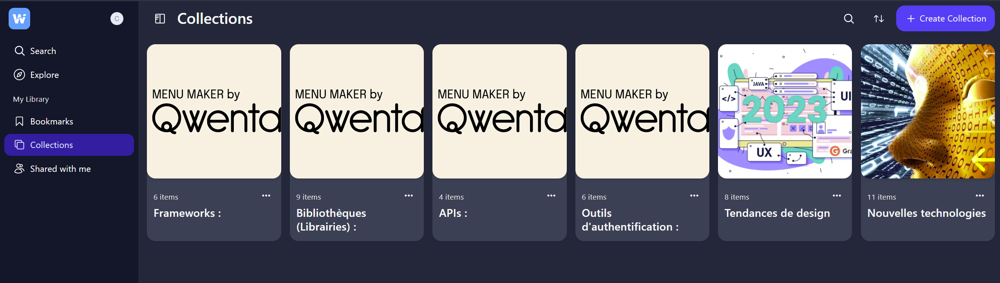 W
C
Collections
Create Collection
Search
Explore
My Library
Bookmarks
Collections
Shared with me
MENU MAKER by
Qwenta
6 items
Frameworks :
MENU MAKER by
Qwenta
9 items
Bibliothèques
(Librairies) :
MENU MAKER by
Qwenta
4 items
APIs :
MENU MAKER by
Qwenta
6 items
Outils
d'authentification :
JAVA
</>
UI
2023
UX
Gra
8 items
Tendances de design
11 items
Nouvelles technologies